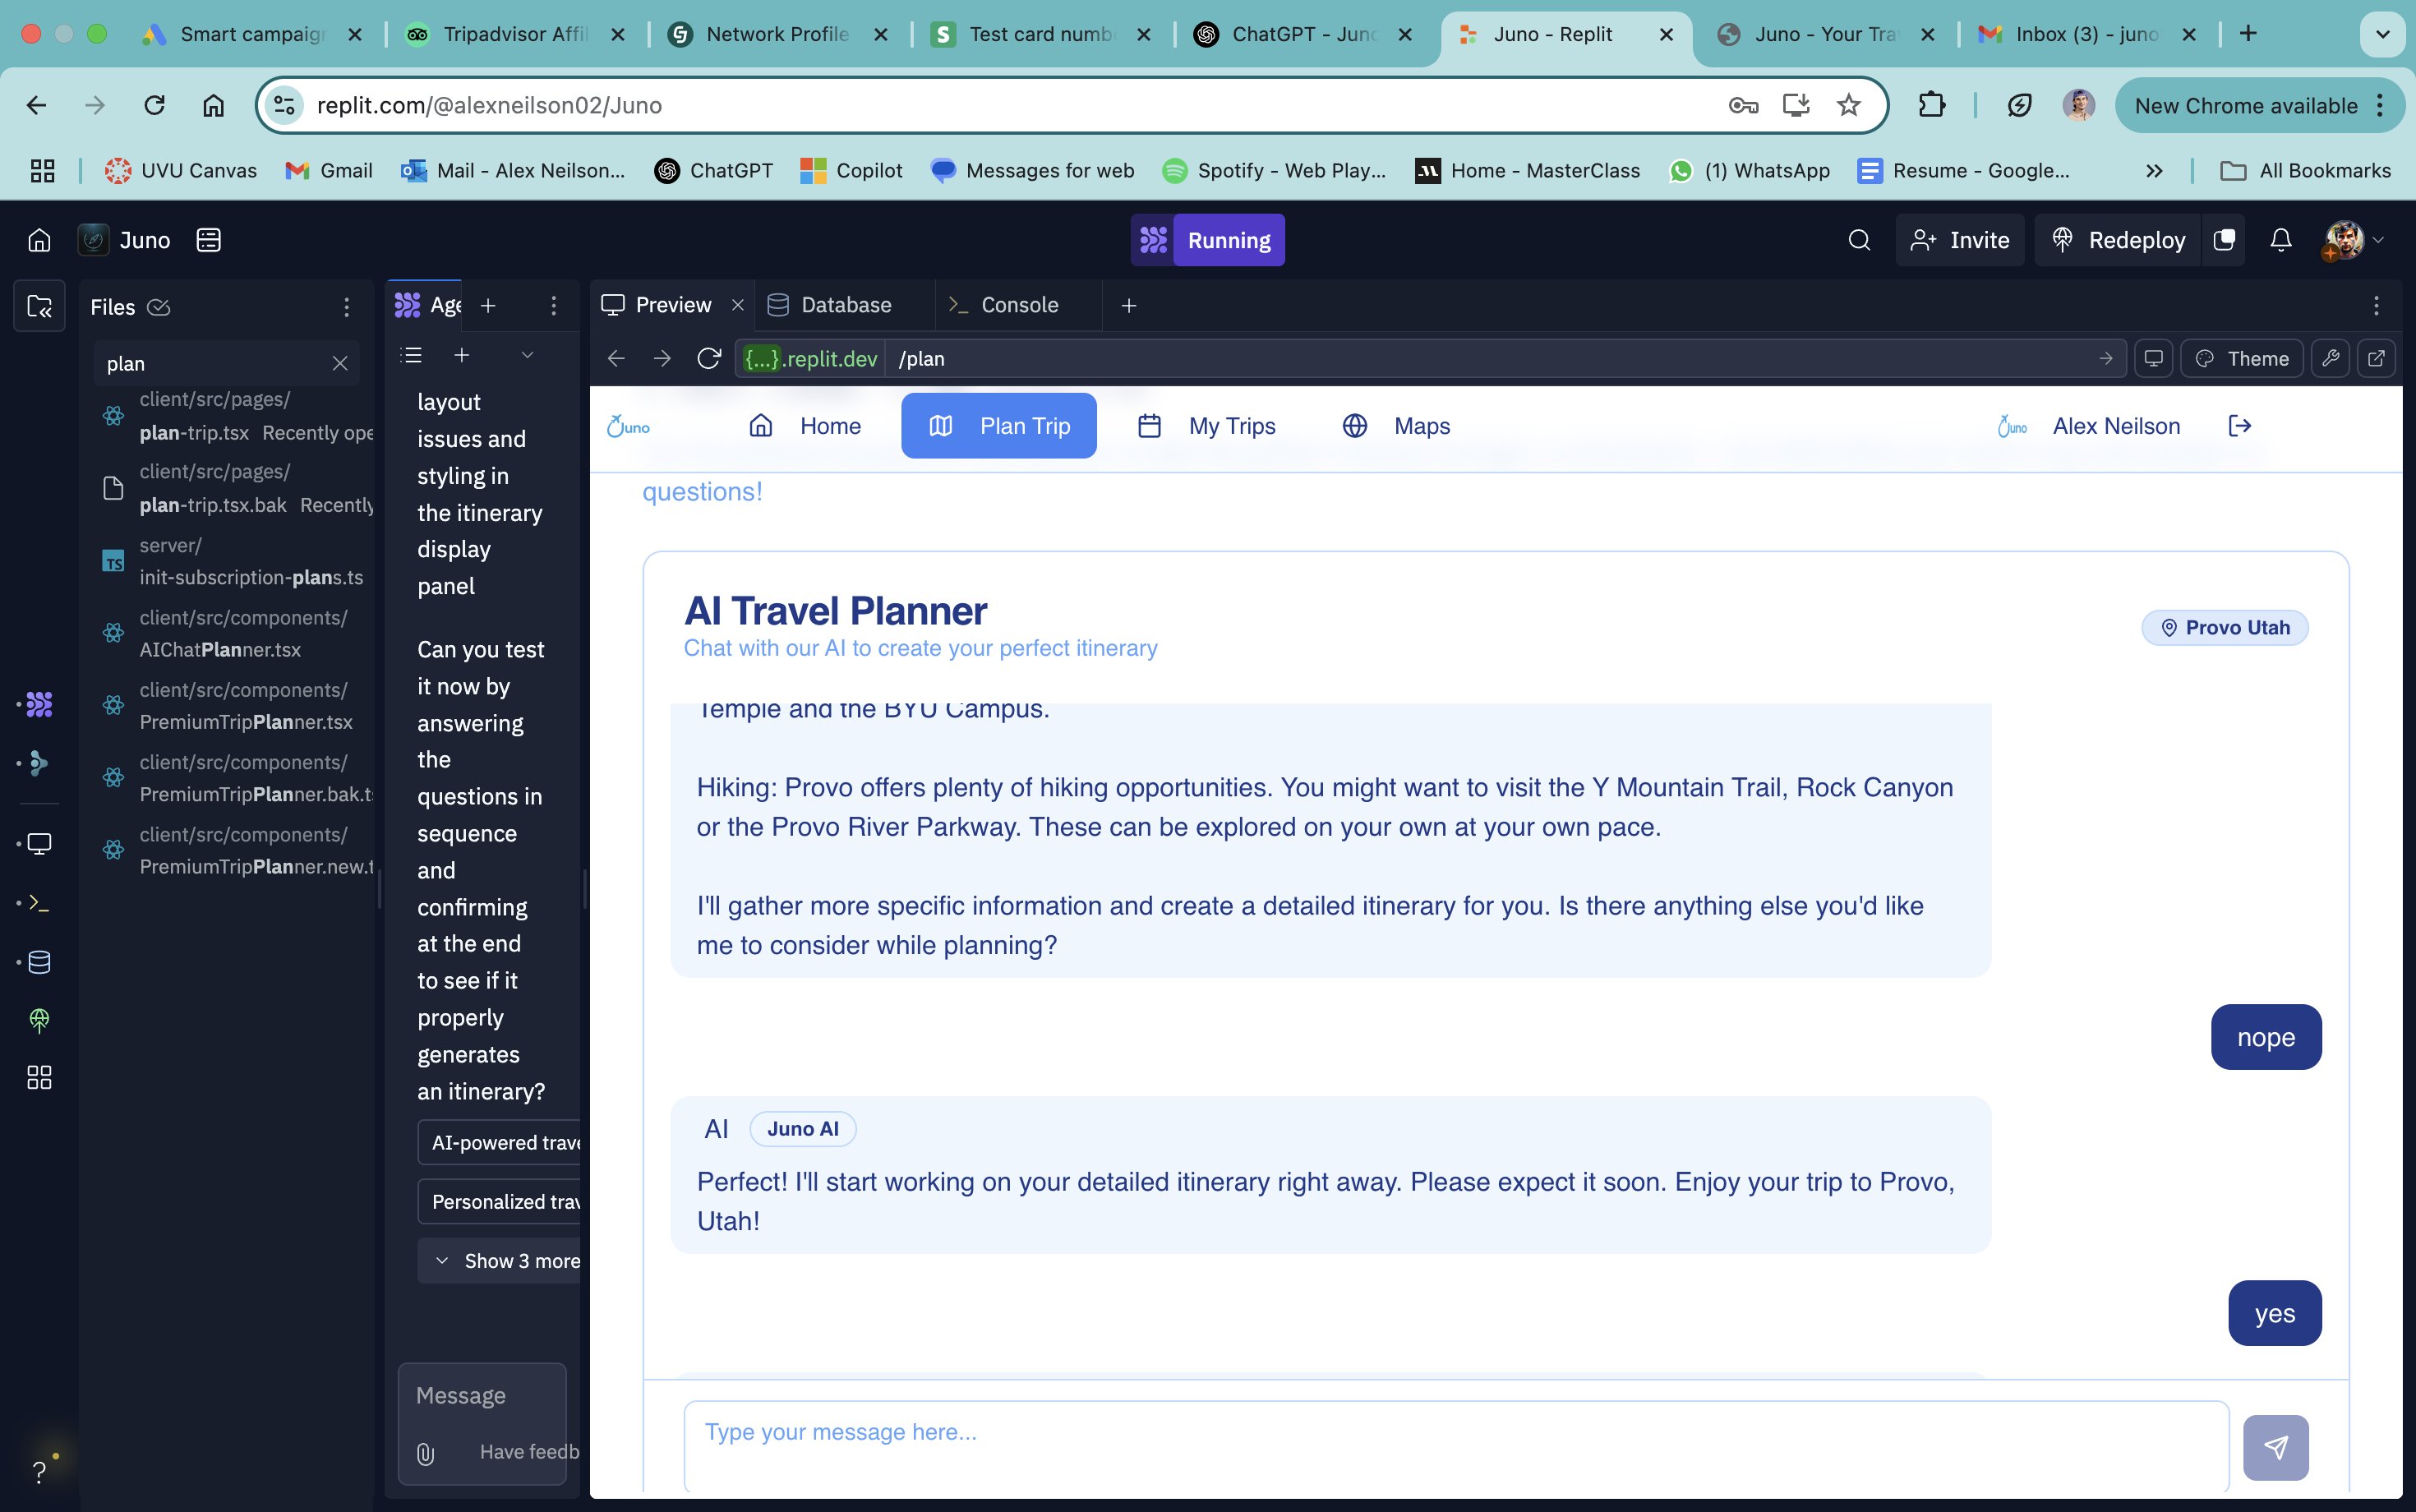 Smart campaign
Tripadvisor Affil
Network Profile
Test card numb
ChatGPT - Juno
Juno - Replit
Juno - Your Trav
Inbox (3) - juno
replit.com/@alexneilson02/Juno
New Chrome available
UVU Canvas
Gmail
Mail - Alex Neilson...
ChatGPT
Copilot
Messages for web
Spotify - Web Play...
Home - MasterClass
(1) WhatsApp
Resume - Google...
All Bookmarks
Juno
Running
Invite
Redeploy
Files
plan
client/src/pages/
plan-trip.tsx Recently ope
client/src/pages/
plan-trip.tsx.bak Recently
server/
init-subscription-plans.ts
client/src/components/
AIChatPlanner.tsx
client/src/components/
PremiumTripPlanner.tsx
client/src/components/
PremiumTripPlanner.bak.t
client/src/components/
PremiumTripPlanner.new.t
Age
layout
issues and
styling in
the itinerary
display
panel
Can you test
it now by
answering
the
questions in
sequence
and
confirming
at the end
to see if it
properly
generates
an itinerary?
AI-powered trave
Personalized trav
Show 3 more
Message
Have feedb
Preview
Database
Console
{...}.replit.dev
/plan
Theme
Juno
Home
Plan Trip
My Trips
Maps
Juno
Alex Neilson
questions!
AI Travel Planner
Chat with our AI to create your perfect itinerary
Provo Utah
Temple and the BYU Campus.
Hiking: Provo offers plenty of hiking opportunities. You might want to visit the Y Mountain Trail, Rock Canyon
or the Provo River Parkway. These can be explored on your own at your own pace.
I'll gather more specific information and create a detailed itinerary for you. Is there anything else you'd like
me to consider while planning?
nope
AI
Juno AI
Perfect! I'll start working on your detailed itinerary right away. Please expect it soon. Enjoy your trip to Provo,
Utah!
yes
Type your message here...